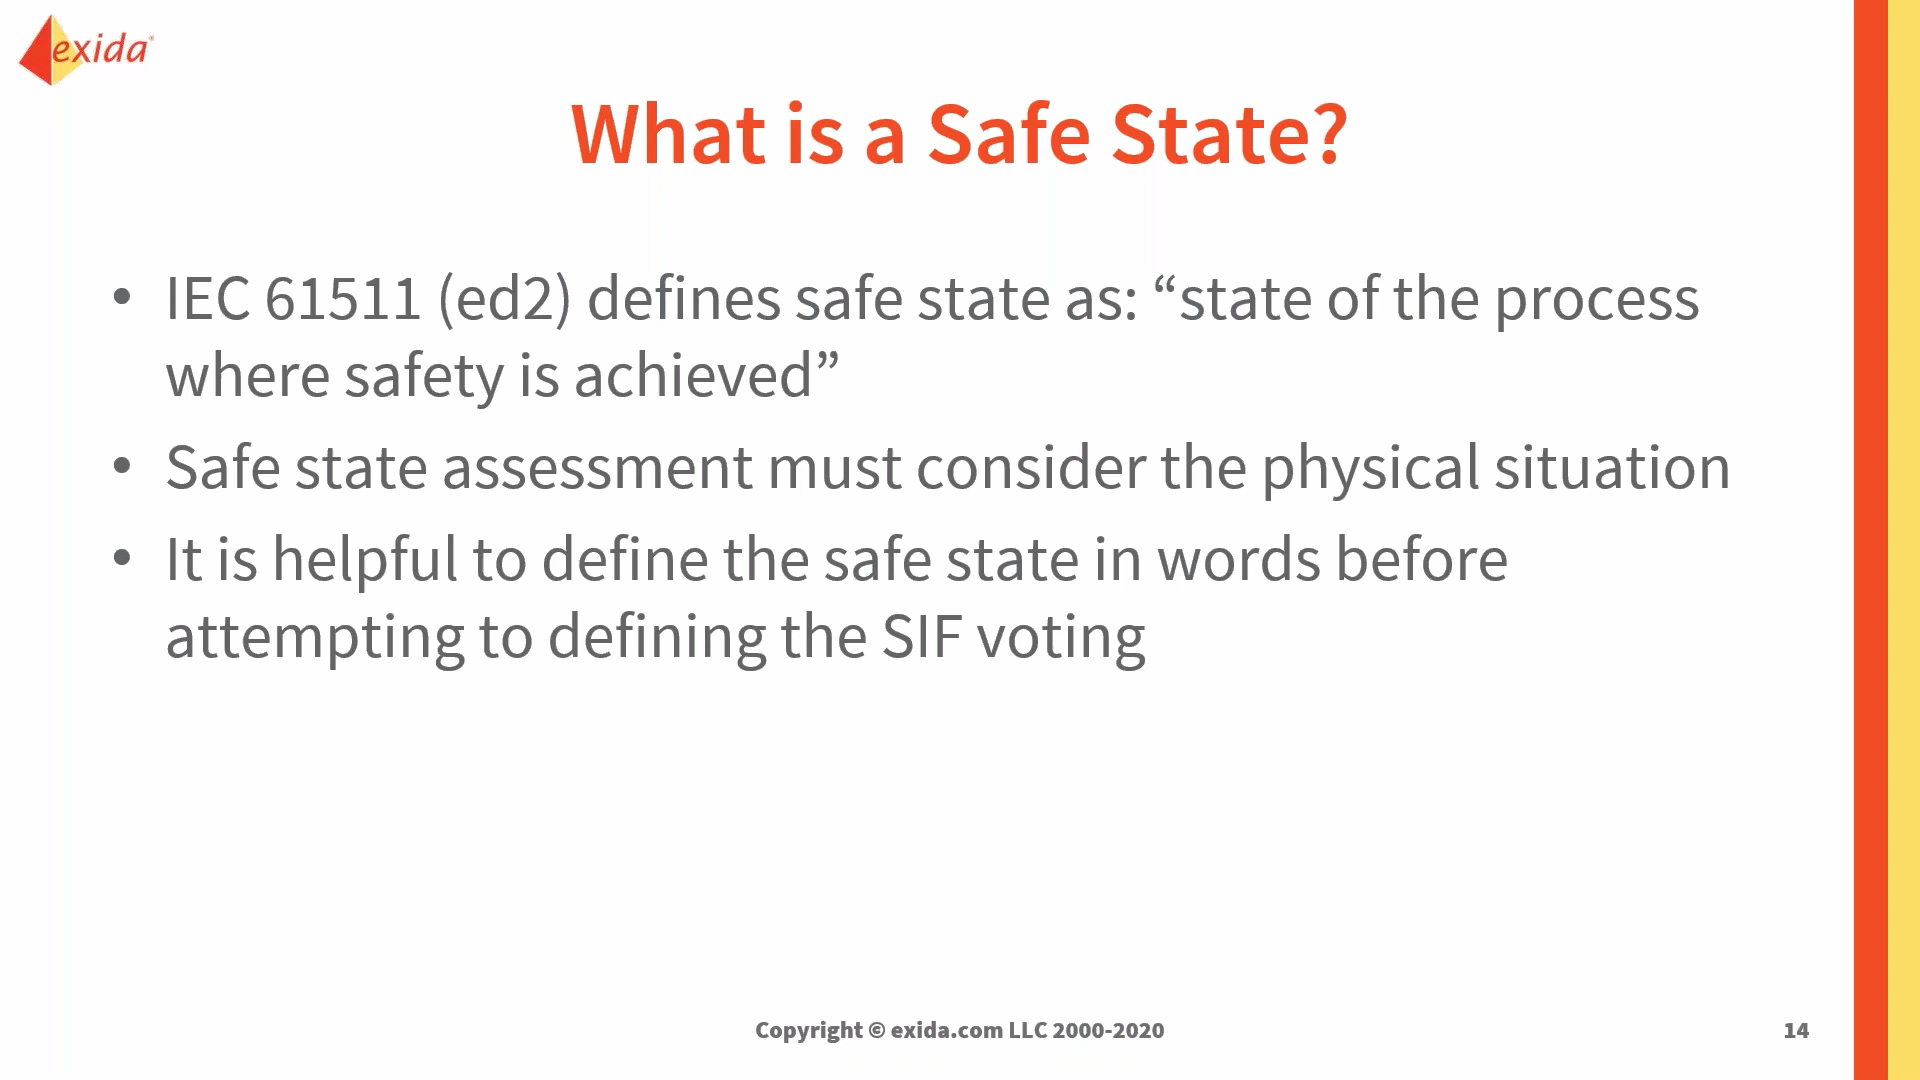 exida
What is a Safe State?
• IEC 61511 (ed2) defines safe state as: “state of the process
where safety is achieved”
• Safe state assessment must consider the physical situation
• It is helpful to define the safe state in words before
attempting to defining the SIF voting
Copyright © exida.com LLC 2000-2020
14